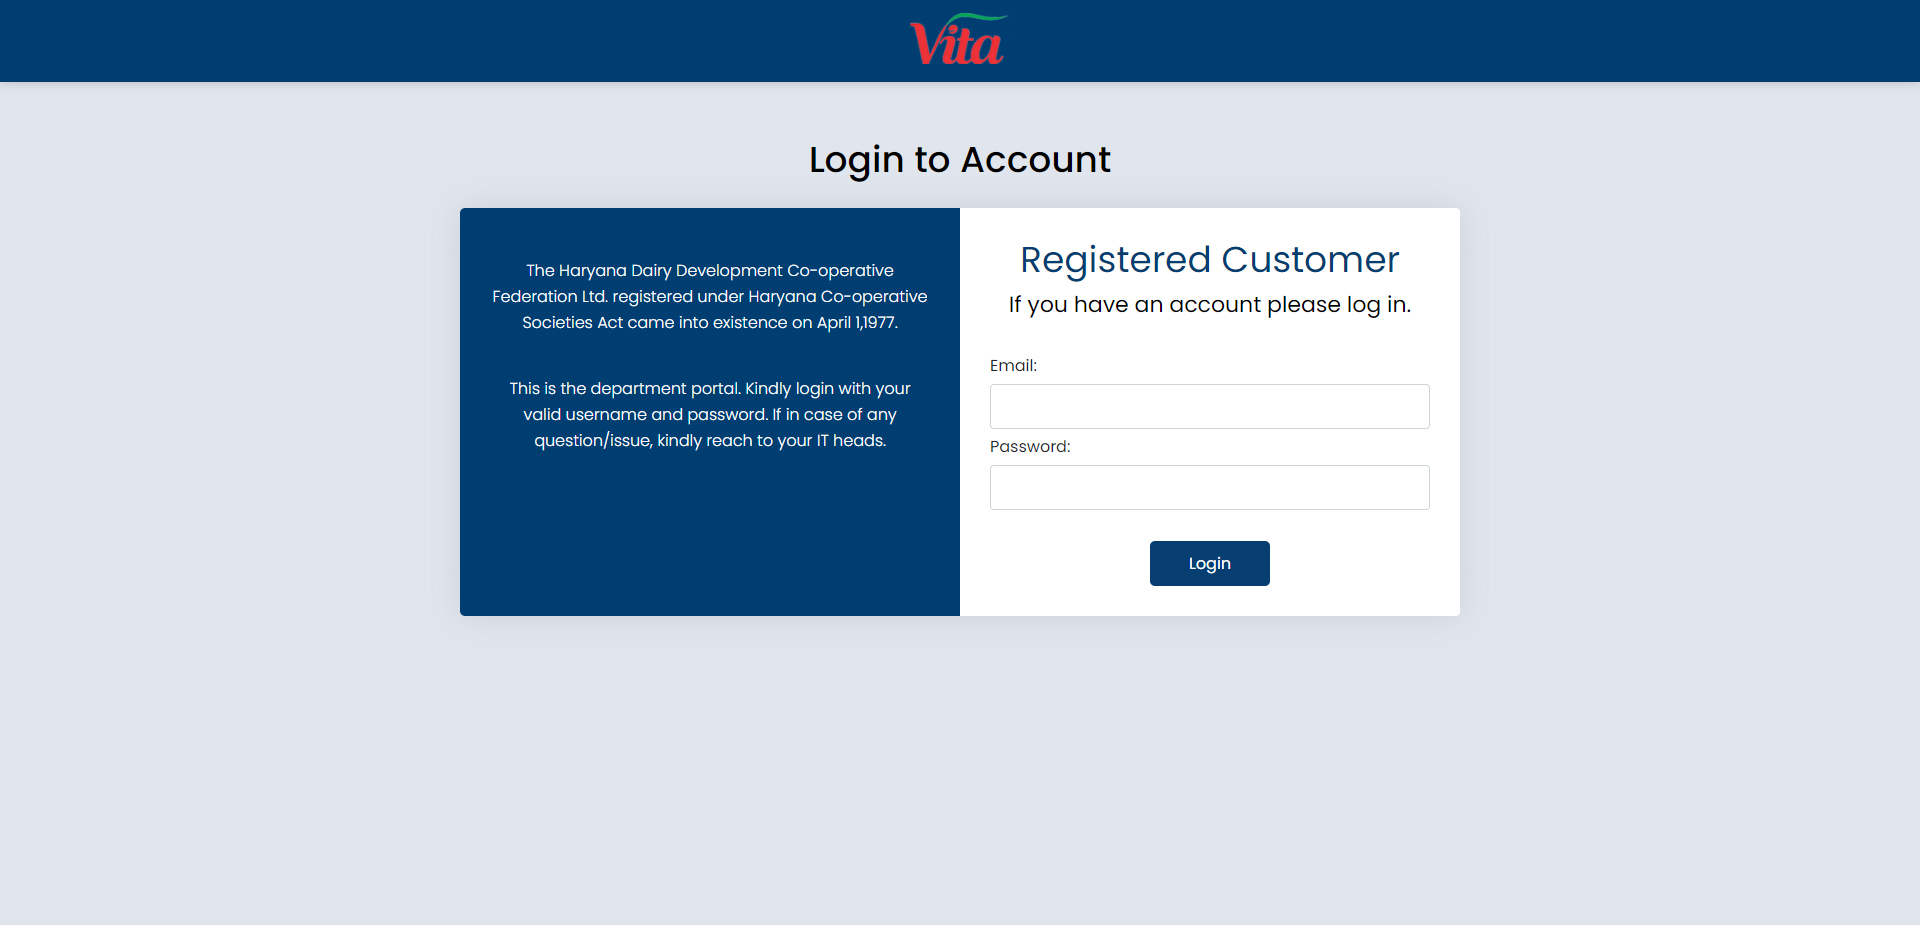 Vita
Login to Account
The Haryana Dairy Development Co-operative
Federation Ltd. registered under Haryana Co-operative
Societies Act came into existence on April 1,1977.
This is the department portal. Kindly login with your
valid username and password. If in case of any
question/issue, kindly reach to your IT heads.
Registered Customer
If you have an account please log in.
Email:
Password:
Login